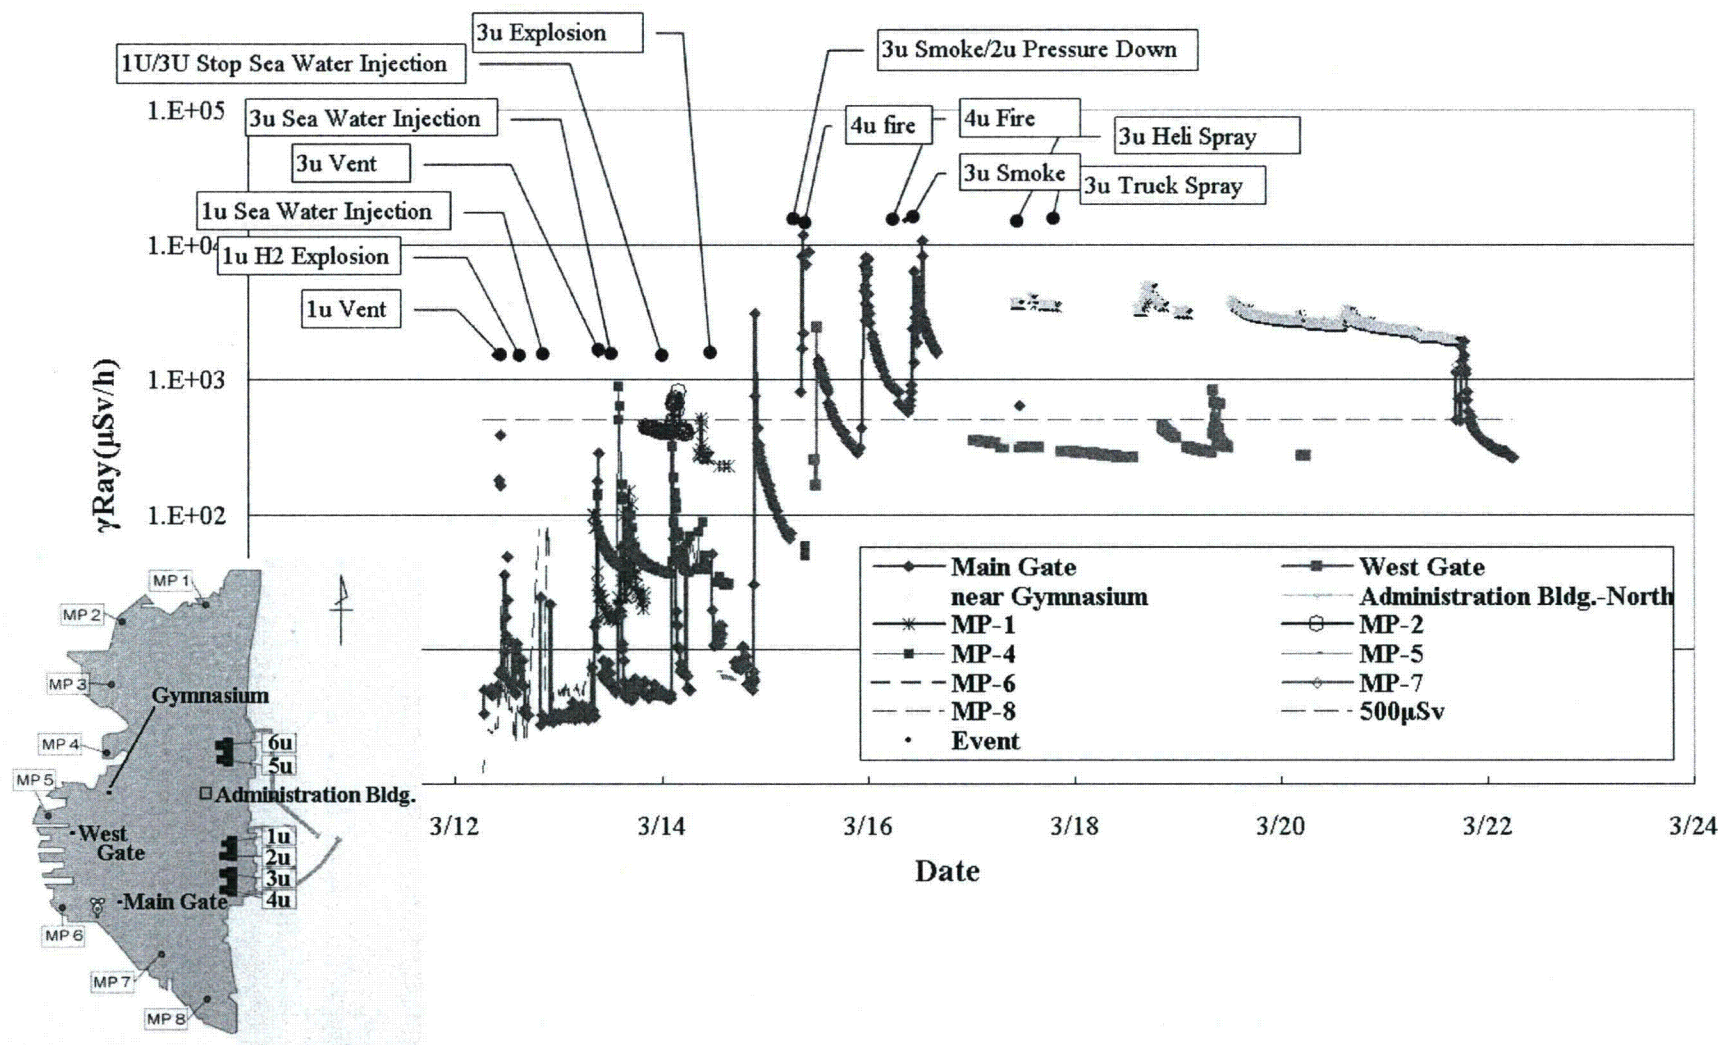 3u Explosion
3u Smoke/2u Pressure Down
1U/3U Stop Sea Water Injection
1.E+05
3u Sea Water Injection
4u fire
4u Fire
3u Heli Spray
3u Vent
3u Smoke
3u Truck Spray
1u Sea Water Injection
1.E+04
1u H2 Explosion
1u Vent
1.E+03
γRay(μSv/h)
1.E+02
Main Gate
West Gate
near Gymnasium
Administration Bldg.-North
MP-1
MP-2
MP-4
MP-5
MP-6
MP-7
MP-8
500μSv
Event
MP 1
MP 2
MP 3
Gymnasium
MP 4
6u
5u
MP 5
Administration Bldg.
West
Gate
1u
2u
3u
4u
Main Gate
MP 6
MP 7
MP 8
3/12
3/14
3/16
3/18
3/20
3/22
3/24
Date